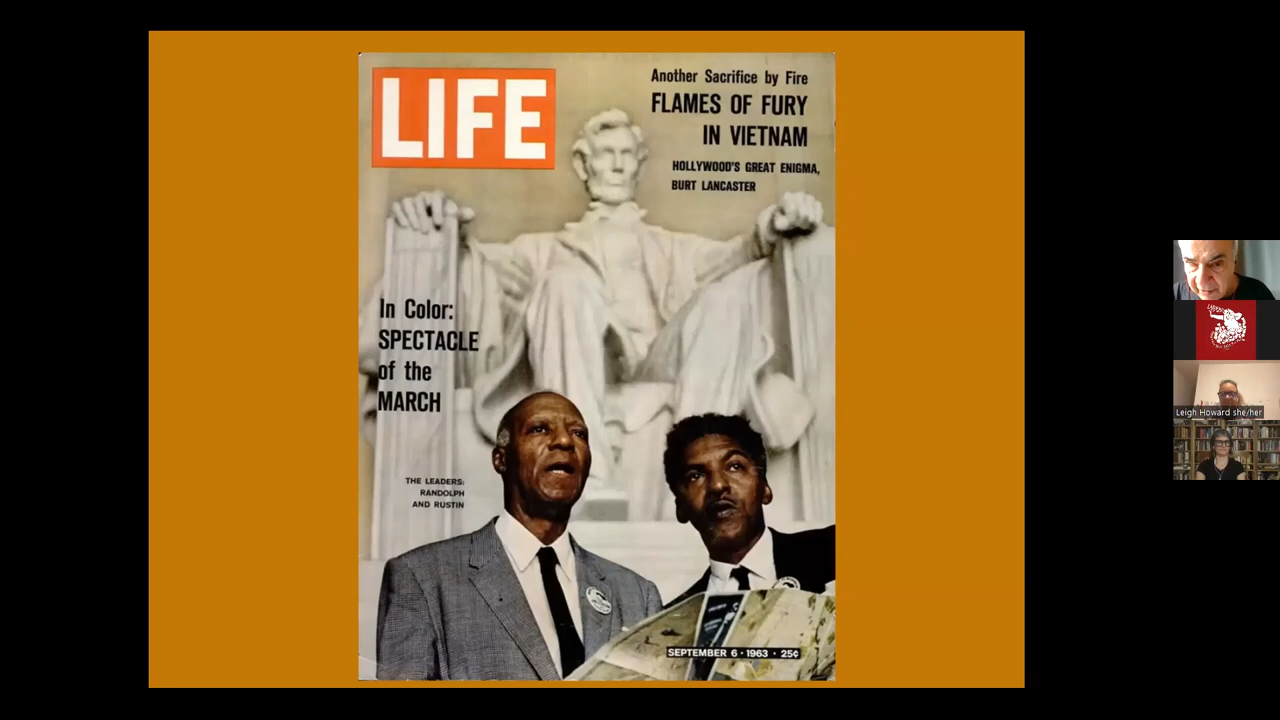 LIFE
Another Sacrifice by Fire
FLAMES OF FURY
IN VIETNAM
HOLLYWOOD'S GREAT ENIGMA,
BURT LANCASTER
In Color:
SPECTACLE
of the
MARCH
THE LEADERS:
RANDOLPH
AND RUSTIN
SEPTEMBER 6 · 1963 · 25¢
Leigh Howard she/her